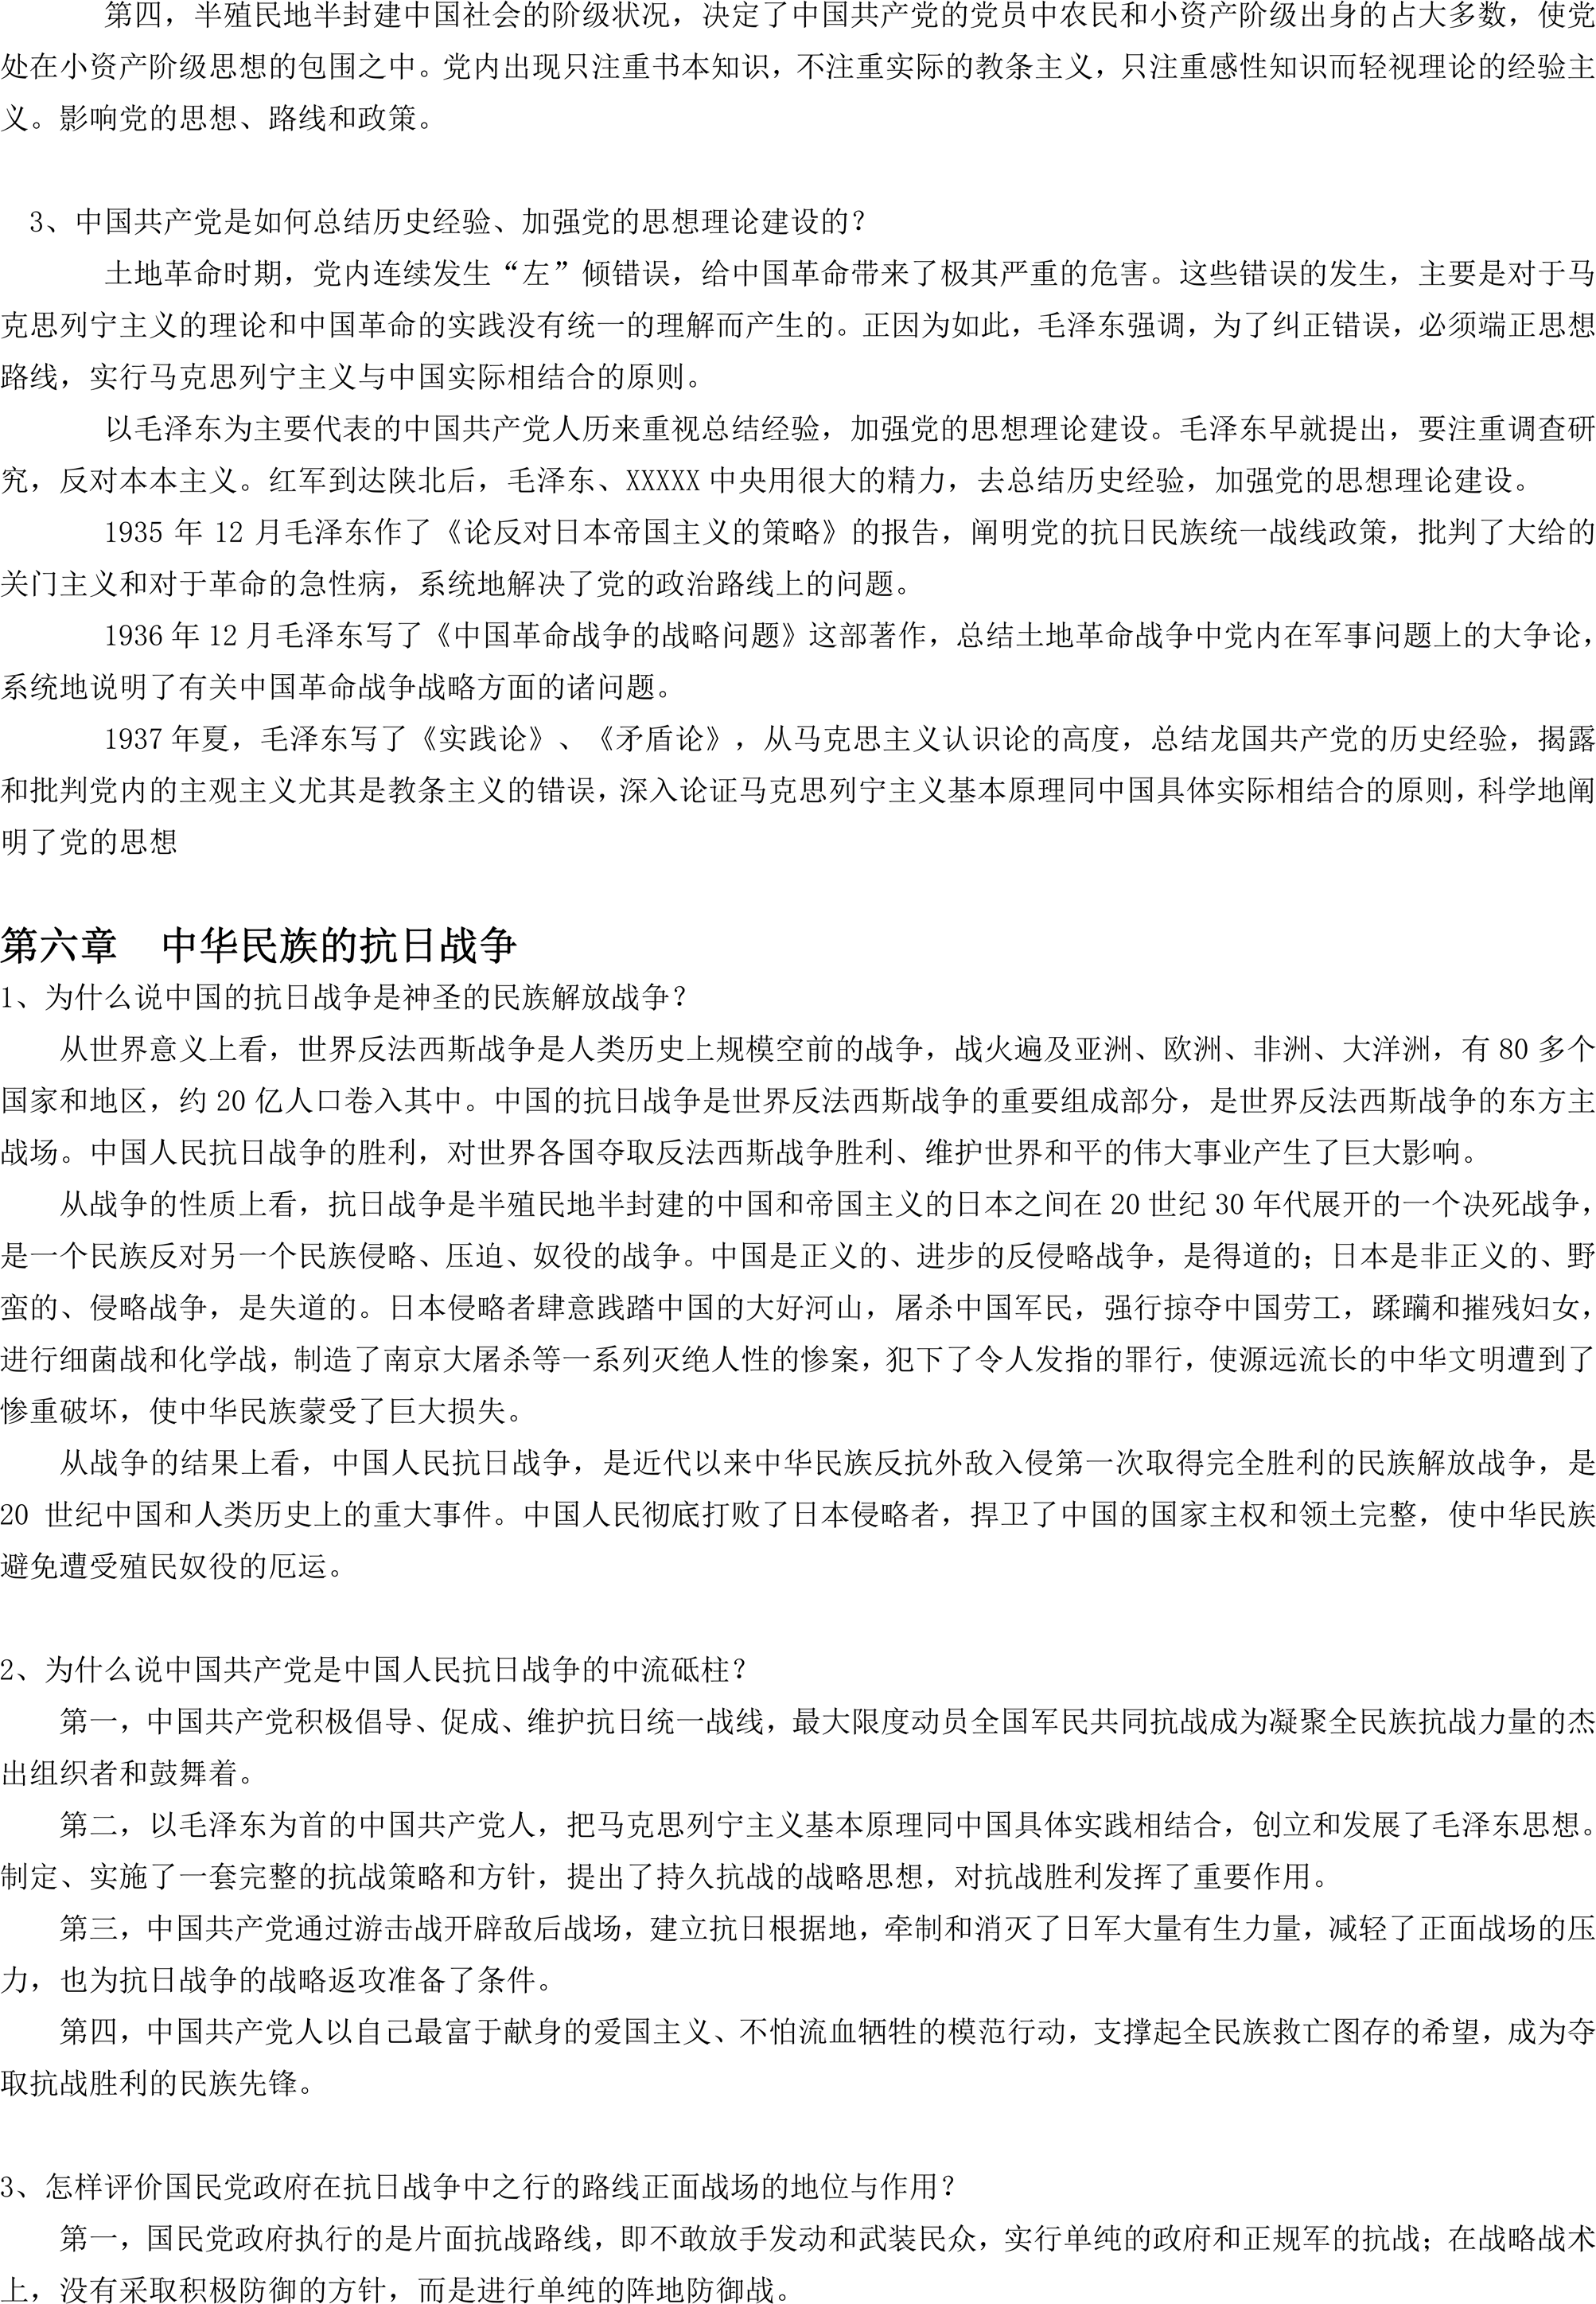 第四，半殖民地半封建中国社会的阶级状况，决定了中国共产党的党员中农民和小资产阶级出身的占大多数，使党
处在小资产阶级思想的包围之中。党内出现只注重书本知识，不注重实际的教条主义，只注重感性知识而轻视理论的经验主
义。影响党的思想、路线和政策。
3、中国共产党是如何总结历史经验、加强党的思想理论建设的？
土地革命时期，党内连续发生“左”倾错误，给中国革命带来了极其严重的危害。这些错误的发生，主要是对于马
克思列宁主义的理论和中国革命的实践没有统一的理解而产生的。正因为如此，毛泽东强调，为了纠正错误，必须端正思想
路线，实行马克思列宁主义与中国实际相结合的原则。
以毛泽东为主要代表的中国共产党人历来重视总结经验，加强党的思想理论建设。毛泽东早就提出，要注重调查研
究，反对本本主义。红军到达陕北后，毛泽东、XXXXX 中央用很大的精力，去总结历史经验，加强党的思想理论建设。
1935 年 12 月毛泽东作了《论反对日本帝国主义的策略》的报告，阐明党的抗日民族统一战线政策，批判了大给的
关门主义和对于革命的急性病，系统地解决了党的政治路线上的问题。
1936 年 12 月毛泽东写了《中国革命战争的战略问题》这部著作，总结土地革命战争中党内在军事问题上的大争论，
系统地说明了有关中国革命战争战略方面的诸问题。
1937 年夏，毛泽东写了《实践论》、《矛盾论》，从马克思主义认识论的高度，总结龙国共产党的历史经验，揭露
和批判党内的主观主义尤其是教条主义的错误，深入论证马克思列宁主义基本原理同中国具体实际相结合的原则，科学地阐
明了党的思想
第六章　中华民族的抗日战争
1、为什么说中国的抗日战争是神圣的民族解放战争？
从世界意义上看，世界反法西斯战争是人类历史上规模空前的战争，战火遍及亚洲、欧洲、非洲、大洋洲，有 80 多个
国家和地区，约 20 亿人口卷入其中。中国的抗日战争是世界反法西斯战争的重要组成部分，是世界反法西斯战争的东方主
战场。中国人民抗日战争的胜利，对世界各国夺取反法西斯战争胜利、维护世界和平的伟大事业产生了巨大影响。
从战争的性质上看，抗日战争是半殖民地半封建的中国和帝国主义的日本之间在 20 世纪 30 年代展开的一个决死战争，
是一个民族反对另一个民族侵略、压迫、奴役的战争。中国是正义的、进步的反侵略战争，是得道的；日本是非正义的、野
蛮的、侵略战争，是失道的。日本侵略者肆意践踏中国的大好河山，屠杀中国军民，强行掠夺中国劳工，蹂躏和摧残妇女，
进行细菌战和化学战，制造了南京大屠杀等一系列灭绝人性的惨案，犯下了令人发指的罪行，使源远流长的中华文明遭到了
惨重破坏，使中华民族蒙受了巨大损失。
从战争的结果上看，中国人民抗日战争，是近代以来中华民族反抗外敌入侵第一次取得完全胜利的民族解放战争，是
20 世纪中国和人类历史上的重大事件。中国人民彻底打败了日本侵略者，捍卫了中国的国家主权和领土完整，使中华民族
避免遭受殖民奴役的厄运。
2、为什么说中国共产党是中国人民抗日战争的中流砥柱？
第一，中国共产党积极倡导、促成、维护抗日统一战线，最大限度动员全国军民共同抗战成为凝聚全民族抗战力量的杰
出组织者和鼓舞着。
第二，以毛泽东为首的中国共产党人，把马克思列宁主义基本原理同中国具体实践相结合，创立和发展了毛泽东思想。
制定、实施了一套完整的抗战策略和方针，提出了持久抗战的战略思想，对抗战胜利发挥了重要作用。
第三，中国共产党通过游击战开辟敌后战场，建立抗日根据地，牵制和消灭了日军大量有生力量，减轻了正面战场的压
力，也为抗日战争的战略返攻准备了条件。
第四，中国共产党人以自己最富于献身的爱国主义、不怕流血牺牲的模范行动，支撑起全民族救亡图存的希望，成为夺
取抗战胜利的民族先锋。
3、怎样评价国民党政府在抗日战争中之行的路线正面战场的地位与作用？
第一，国民党政府执行的是片面抗战路线，即不敢放手发动和武装民众，实行单纯的政府和正规军的抗战；在战略战术
上，没有采取积极防御的方针，而是进行单纯的阵地防御战。